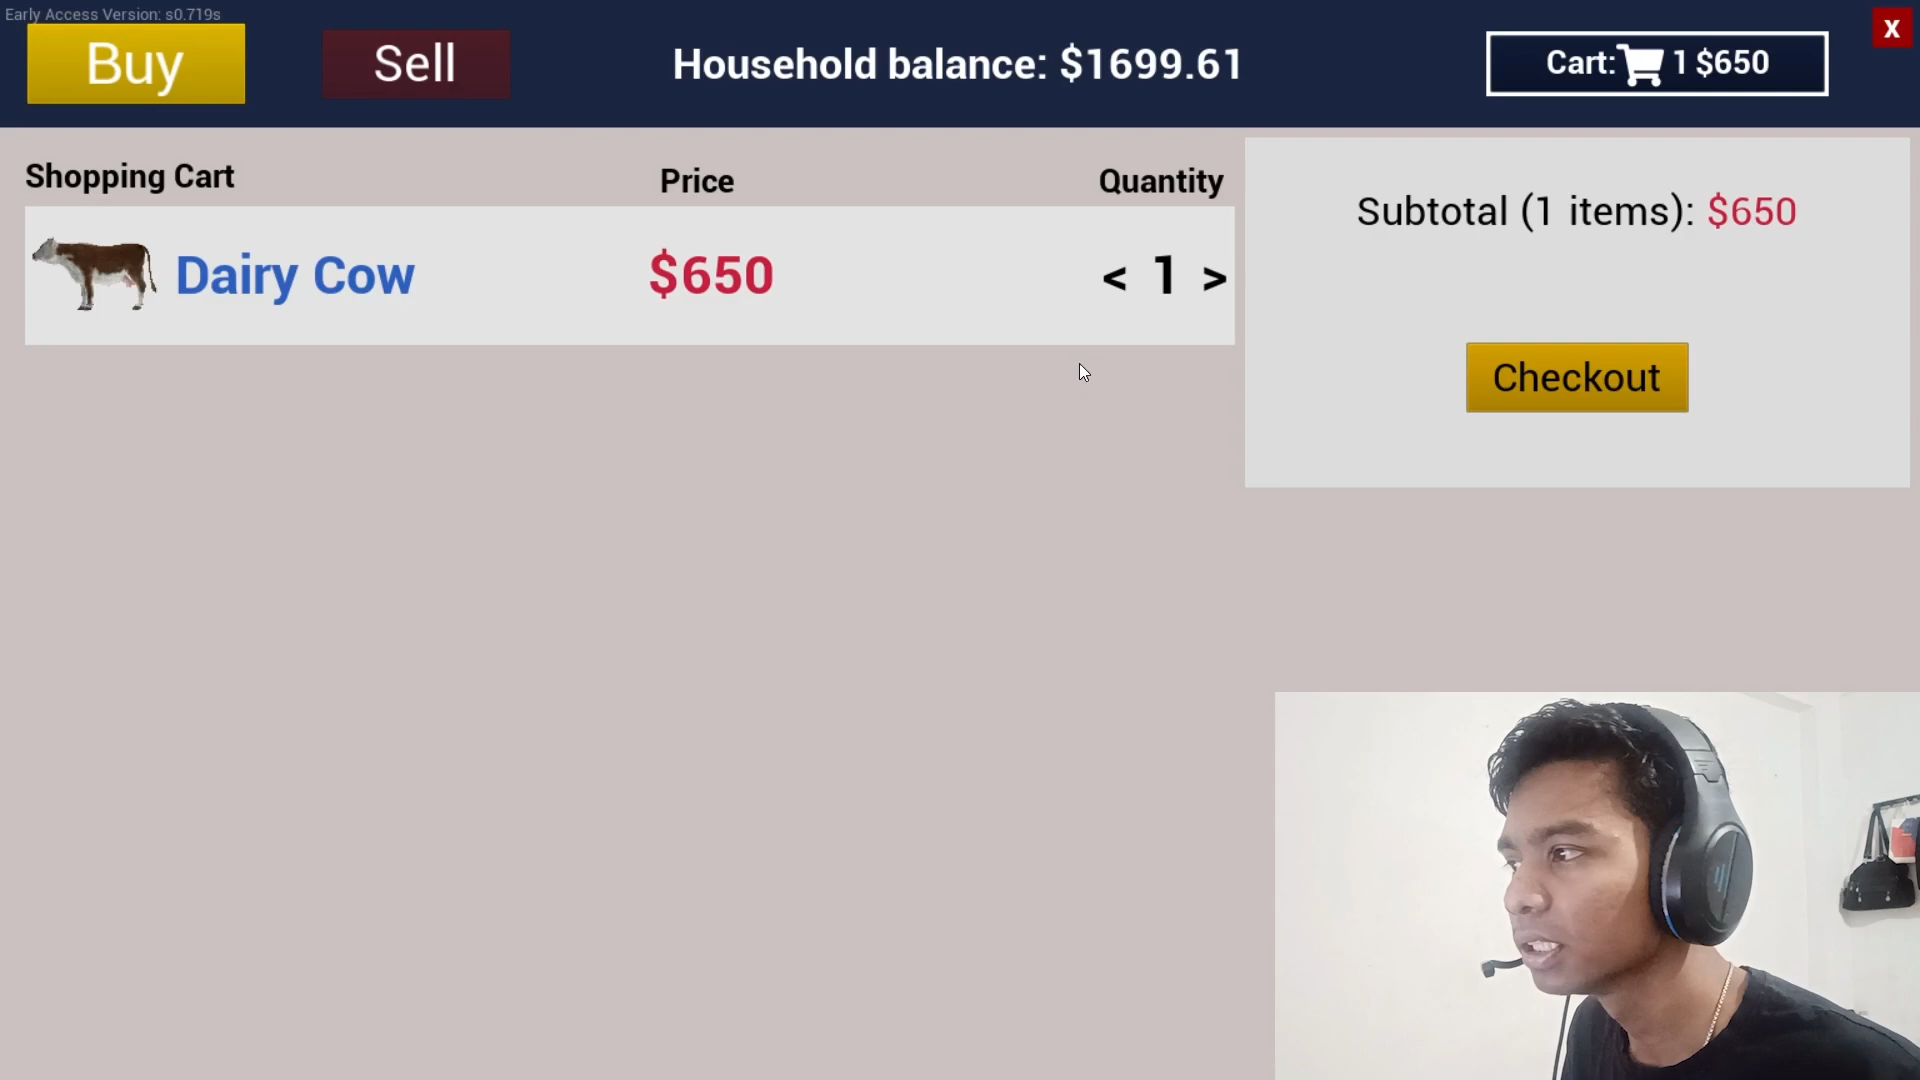 Early Access Version: s0.719s
Buy
Sell
Household balance: $1699.61
Cart: 1 $650
X
Shopping Cart
Price
Quantity
Dairy Cow
$650
< 1 >
Subtotal (1 items): $650
Checkout